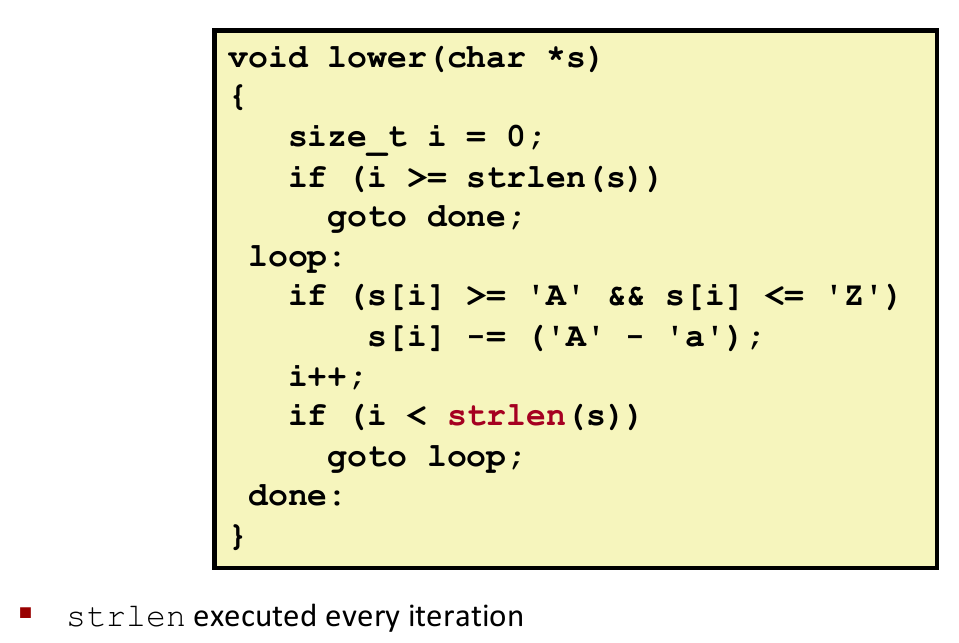 void lower(char *s)
{
   size_t i = 0;
   if (i >= strlen(s))
     goto done;
 loop:
   if (s[i] >= 'A' && s[i] <= 'Z')
       s[i] -= ('A' - 'a');
   i++;
   if (i < strlen(s))
     goto loop;
 done:
}
▪ strlen executed every iteration